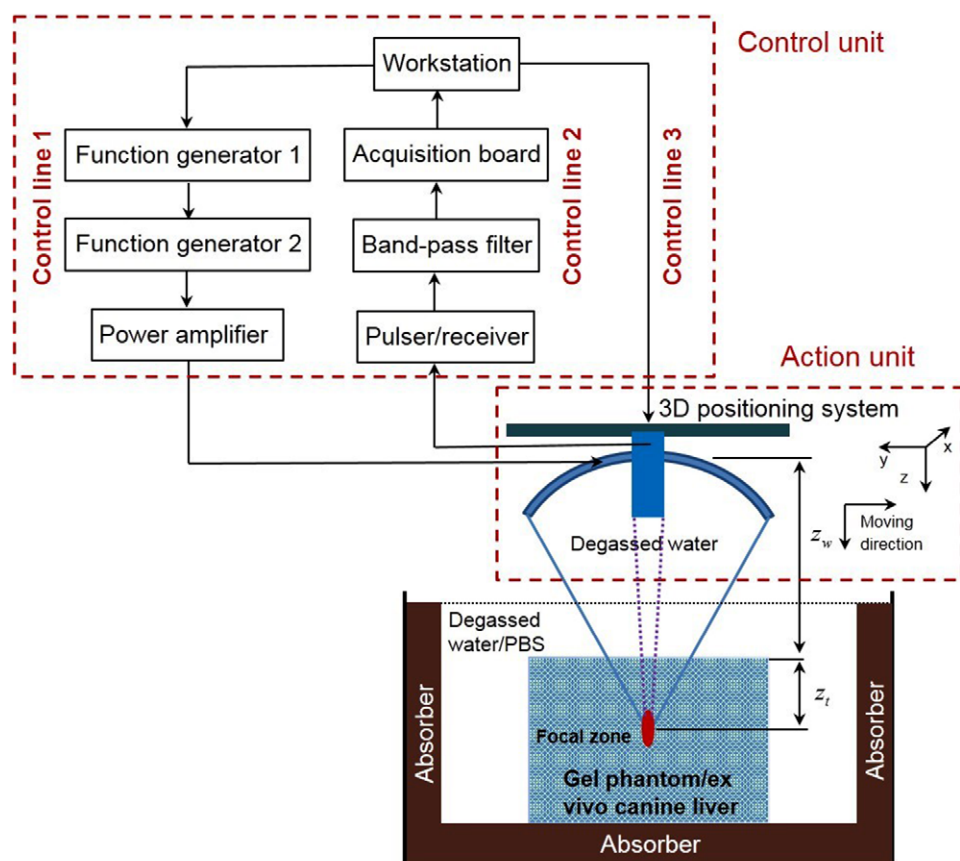 Control unit
Workstation
Control line 1
Function generator 1
Acquisition board
Control line 2
Control line 3
Function generator 2
Band-pass filter
Power amplifier
Pulser/receiver
Action unit
3D positioning system
x
y
z
Moving
direction
Degassed water
z_w
Degassed
water/PBS
z_t
Absorber
Focal zone
Absorber
Gel phantom/ex
vivo canine liver
Absorber